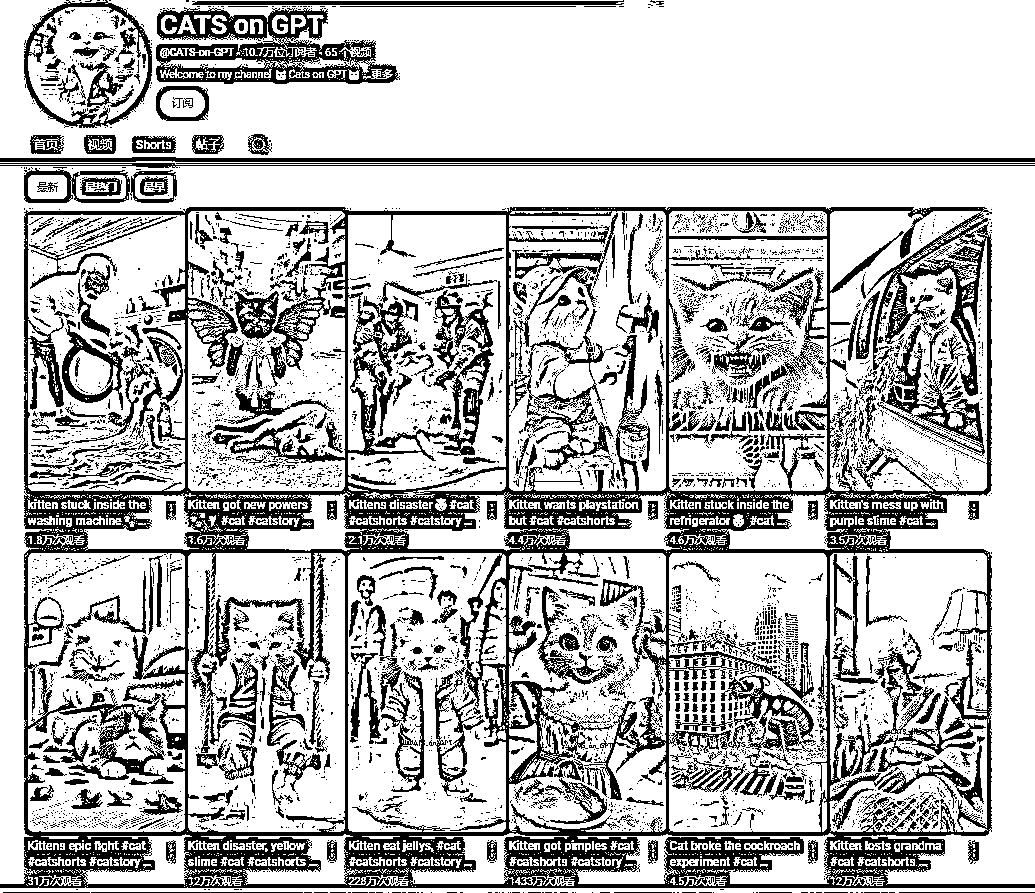 CATS on GPT
@CATS-on-GPT · 10.7万位订阅者 · 65 个视频
Welcome to my channel 🐱Cats on GPT🐱 ...更多
订阅
首页 视频 Shorts 帖子
最新 最热门 最早
kitten stuck inside the
washing machine ...
1.8万次观看
Kitten got new powers
#cat #catstory ...
1.6万次观看
Kittens disaster #cat
#catshorts #catstory ...
2.1万次观看
Kitten wants playstation
but #cat #catshorts ...
4.4万次观看
Kitten stuck inside the
refrigerator #cat ...
4.6万次观看
Kitten's mess up with
purple slime #cat ...
3.5万次观看
Kittens epic fight #cat
#catshorts #catstory ...
31万次观看
Kitten disaster, yellow
slime #cat #catshorts ...
12万次观看
Kitten eat jellys, #cat
#catshorts #catstory ...
228万次观看
Kitten got pimples #cat
#catshorts #catstory ...
1433万次观看
Cat broke the cockroach
experiment #cat ...
4.5万次观看
Kitten losts grandma
#cat #catshorts ...
12万次观看